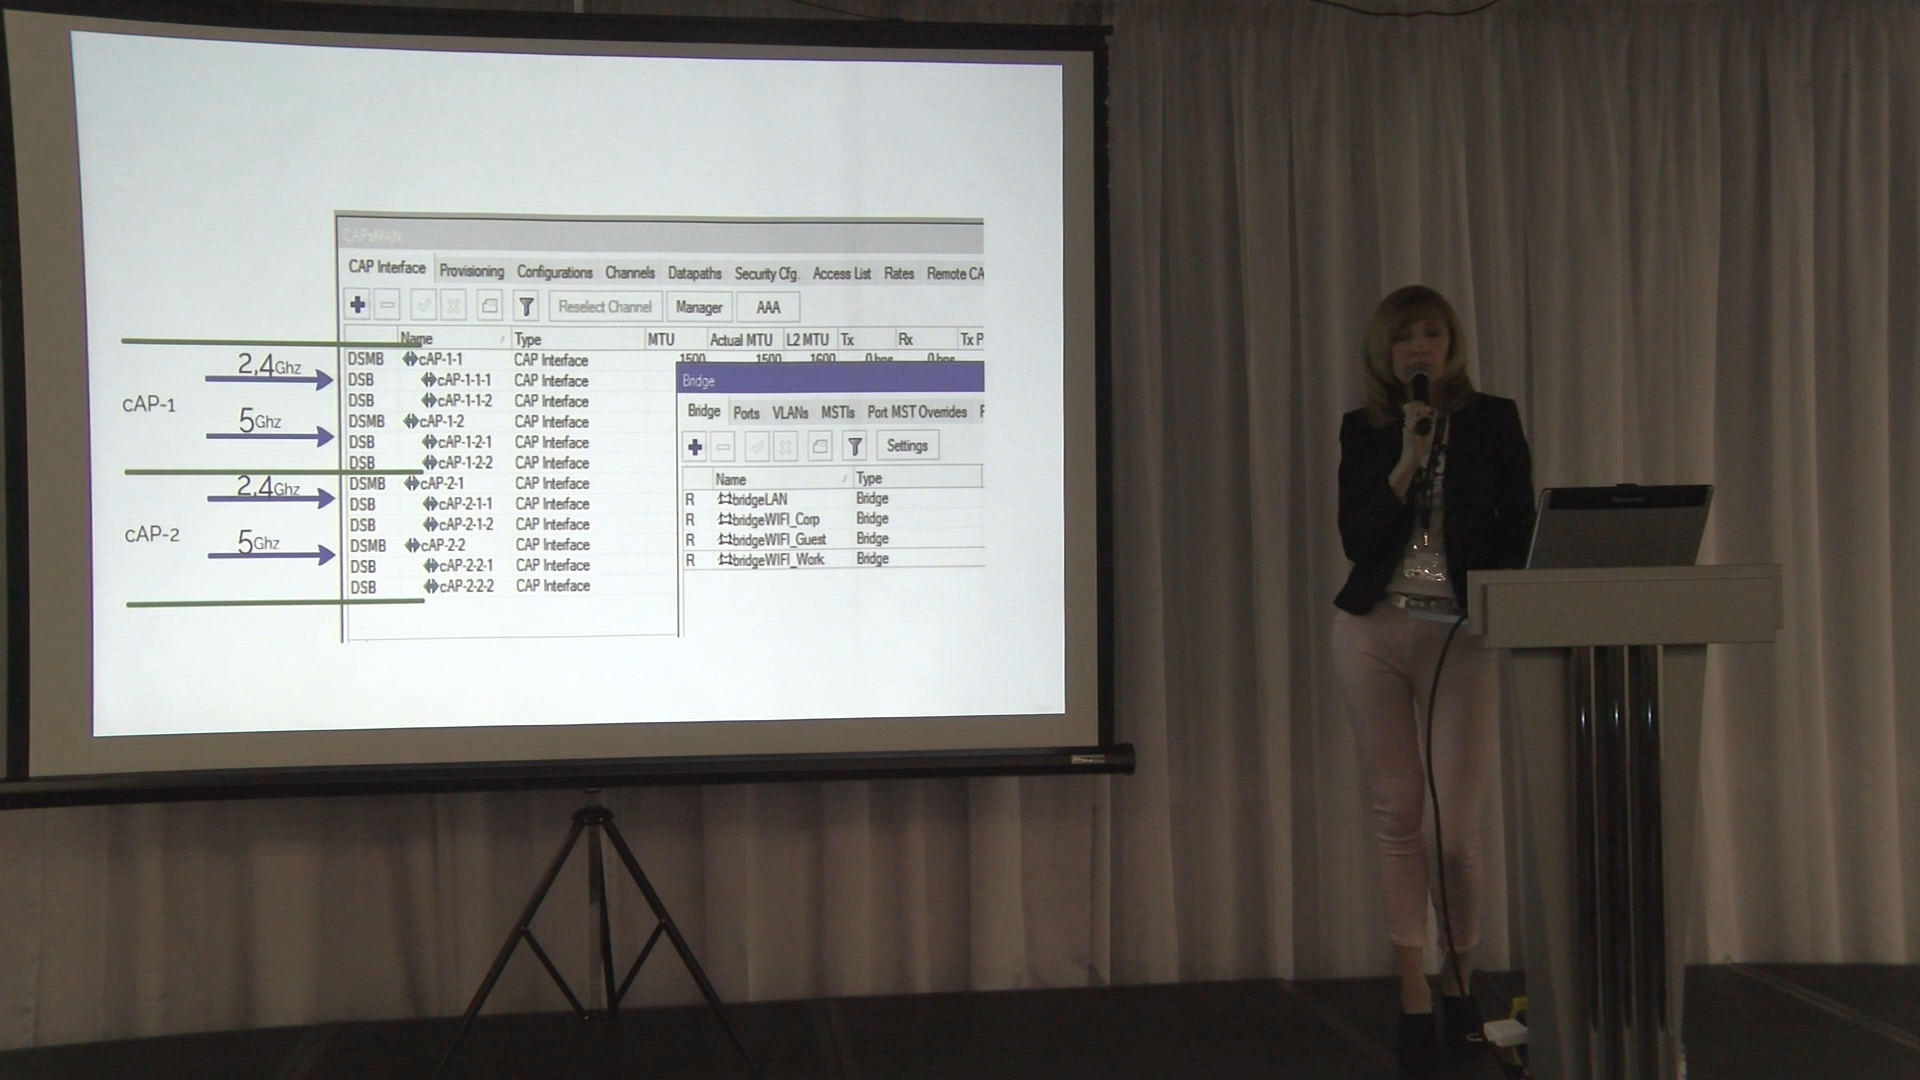 CAPsMAN
CAP Interface Provisioning Configurations Channels Datapaths Security Cfg. Access List Rates Remote CA
Reselect Channel Manager AAA
Name Type MTU Actual MTU L2 MTU Tx Rx Tx P
DSMB cAP-1-1 CAP Interface 1500 1500 1600 0 bps 0 bps
DSB cAP-1-1-1 CAP Interface
DSB cAP-1-1-2 CAP Interface
DSMB cAP-1-2 CAP Interface
DSB cAP-1-2-1 CAP Interface
DSB cAP-1-2-2 CAP Interface
DSMB cAP-2-1 CAP Interface
DSB cAP-2-1-1 CAP Interface
DSB cAP-2-1-2 CAP Interface
DSMB cAP-2-2 CAP Interface
DSB cAP-2-2-1 CAP Interface
DSB cAP-2-2-2 CAP Interface
cAP-1
2,4Ghz
5Ghz
cAP-2
2,4Ghz
5Ghz
Bridge
Bridge Ports VLANs MSTIs Port MST Overrides
Settings
Name Type
R bridgeLAN Bridge
R bridgeWIFI_Corp Bridge
R bridgeWIFI_Guest Bridge
R bridgeWIFI_Work Bridge
Panasonic